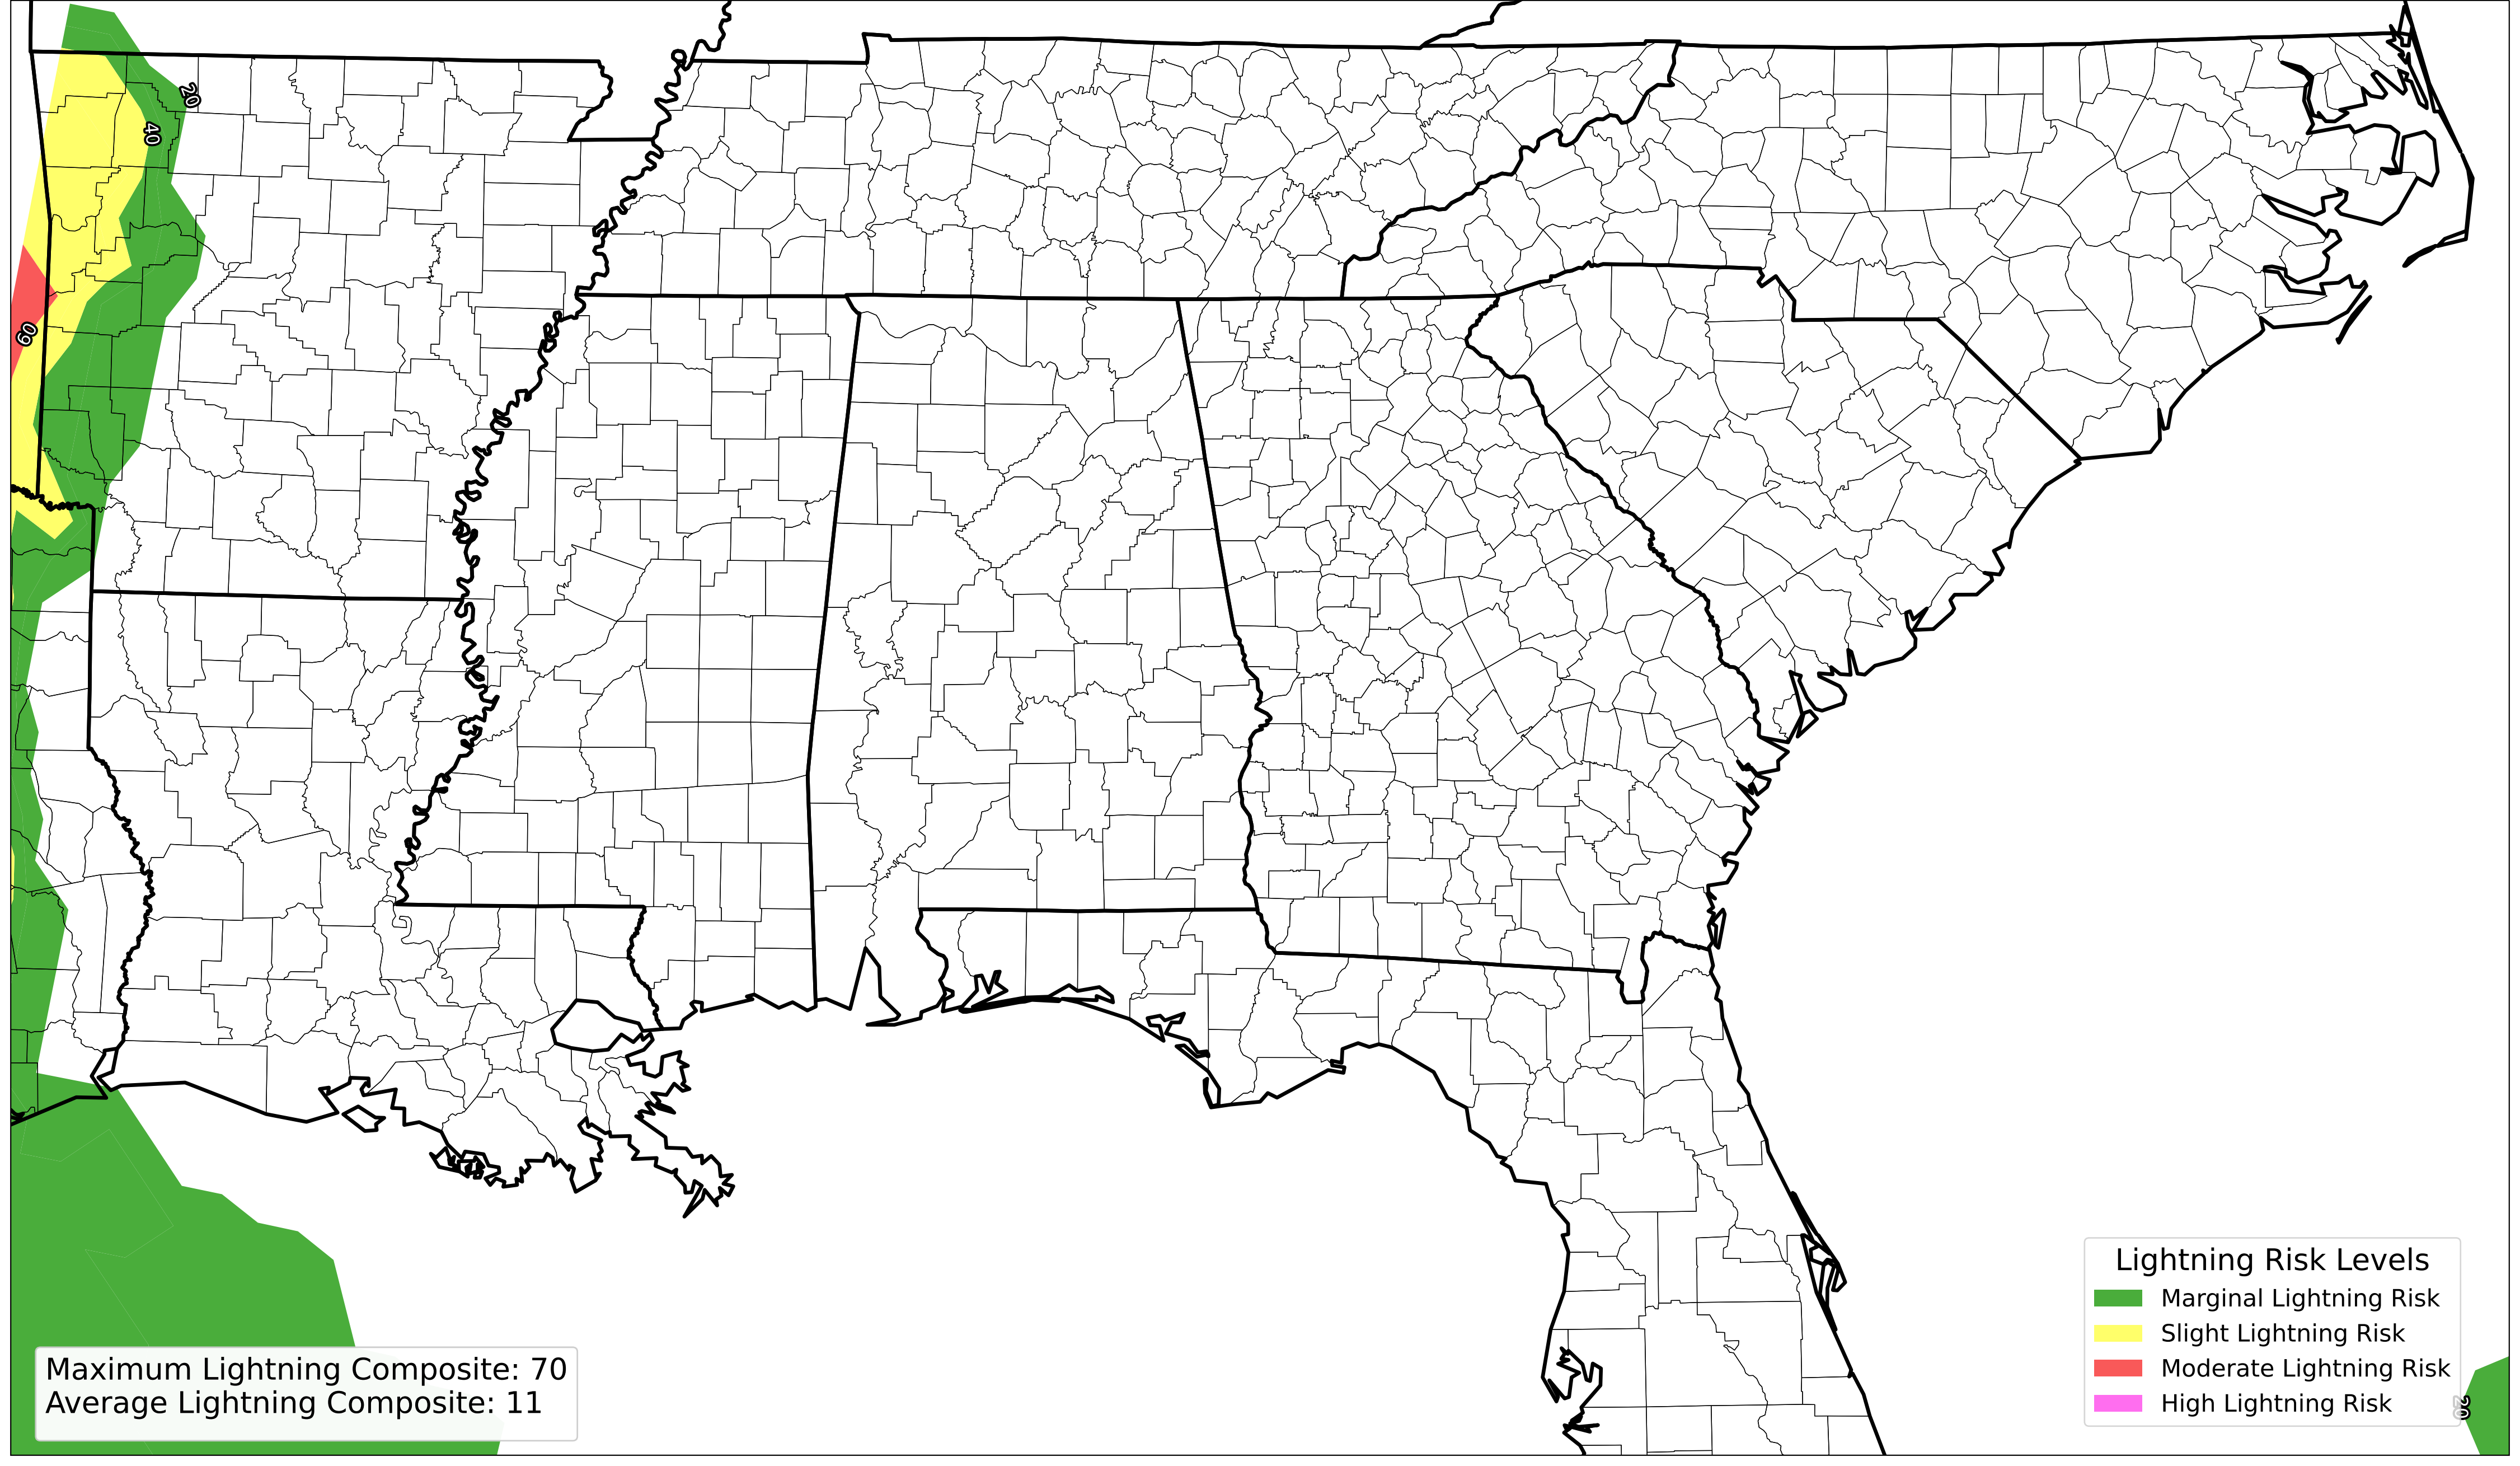 20
40
60
Lightning Risk Levels
Marginal Lightning Risk
Slight Lightning Risk
Moderate Lightning Risk
High Lightning Risk
Maximum Lightning Composite: 70
Average Lightning Composite: 11
20